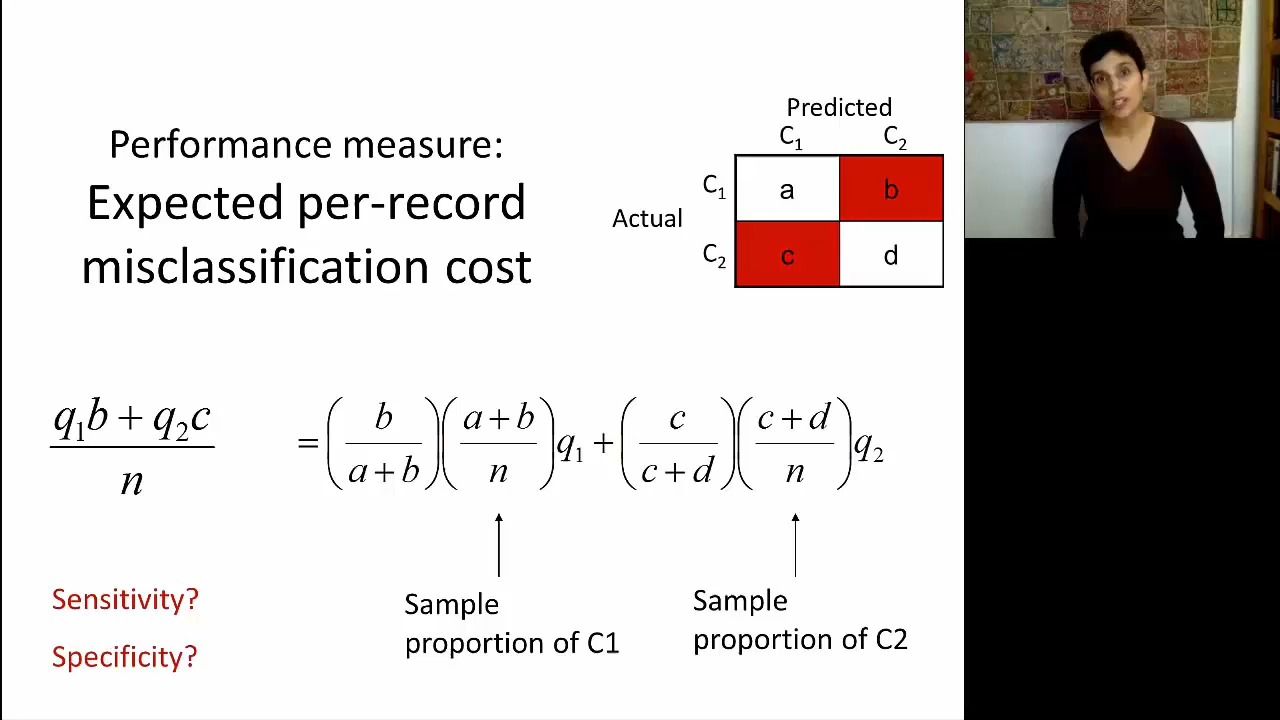 Performance measure:
Expected per-record
misclassification cost
Predicted
C₁ C₂
Actual
C₁ a b
C₂ c d
(q₁b + q₂c) / n = (b / (a + b)) ((a + b) / n) q₁ + (c / (c + d)) ((c + d) / n) q₂
Sensitivity?
Specificity?
Sample
proportion of C1
Sample
proportion of C2